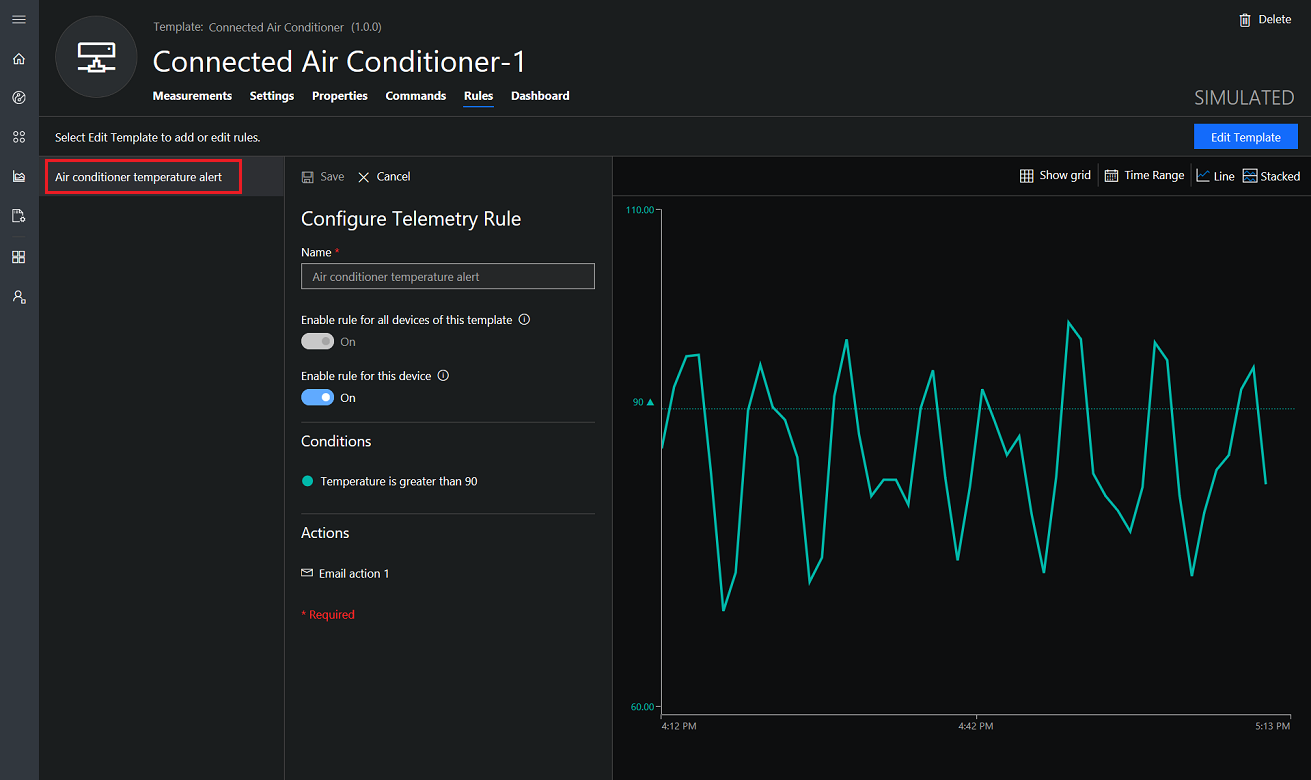 Template: Connected Air Conditioner (1.0.0)
Delete
Connected Air Conditioner-1
Measurements Settings Properties Commands Rules Dashboard
SIMULATED
Select Edit Template to add or edit rules.
Edit Template
Air conditioner temperature alert
Save Cancel
Configure Telemetry Rule
Name *
Air conditioner temperature alert
Enable rule for all devices of this template
On
Enable rule for this device
On
Conditions
Temperature is greater than 90
Actions
Email action 1
* Required
Show grid Time Range Line Stacked
110.00
90
60.00
4:12 PM 4:42 PM 5:13 PM